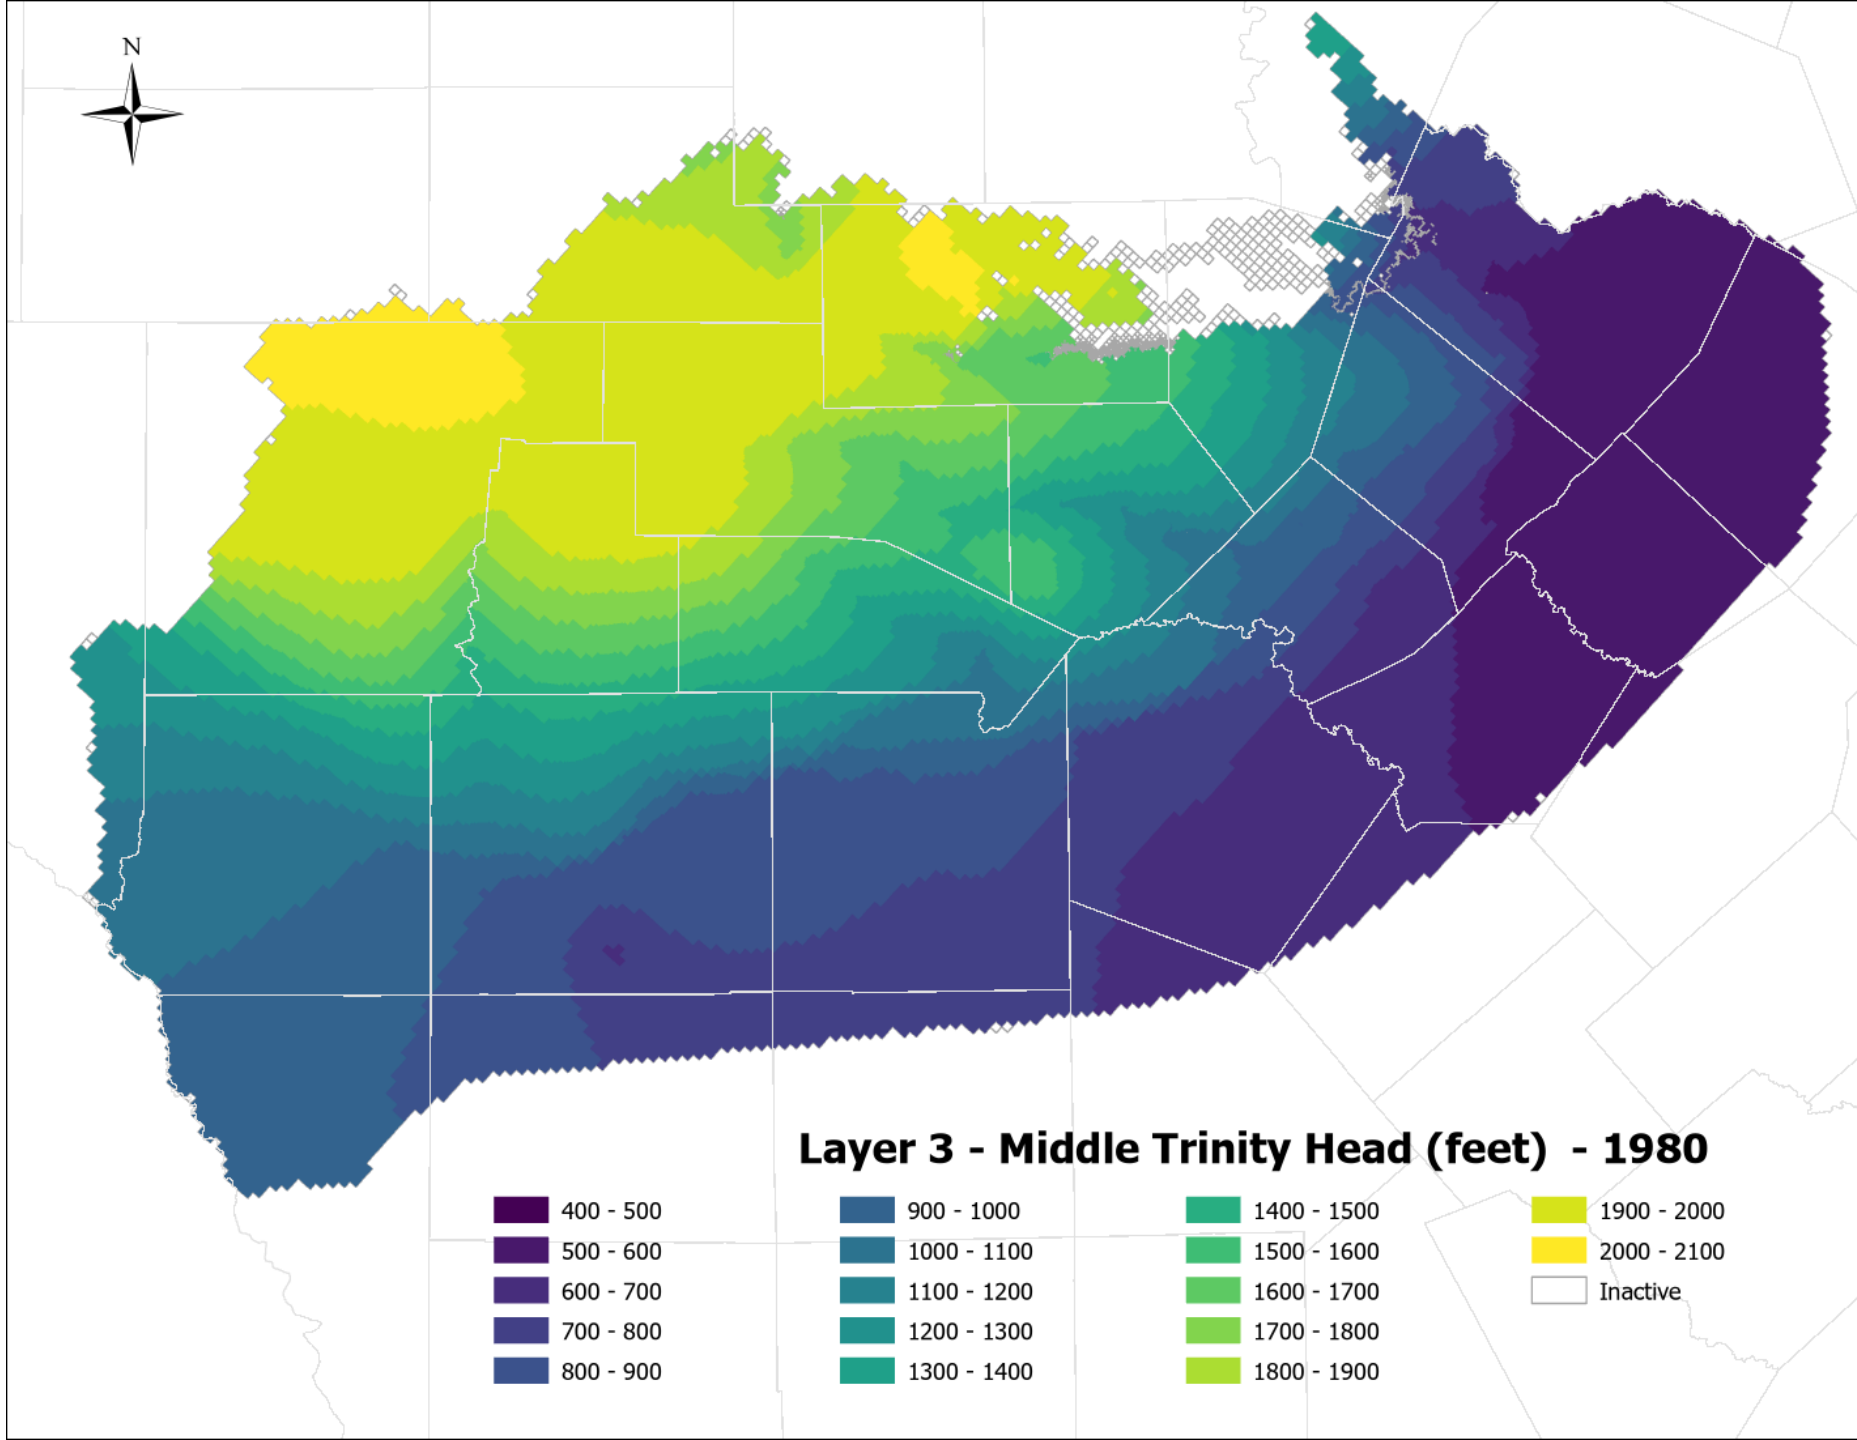 N
Layer 3 - Middle Trinity Head (feet) - 1980
400 - 500
500 - 600
600 - 700
700 - 800
800 - 900
900 - 1000
1000 - 1100
1100 - 1200
1200 - 1300
1300 - 1400
1400 - 1500
1500 - 1600
1600 - 1700
1700 - 1800
1800 - 1900
1900 - 2000
2000 - 2100
Inactive